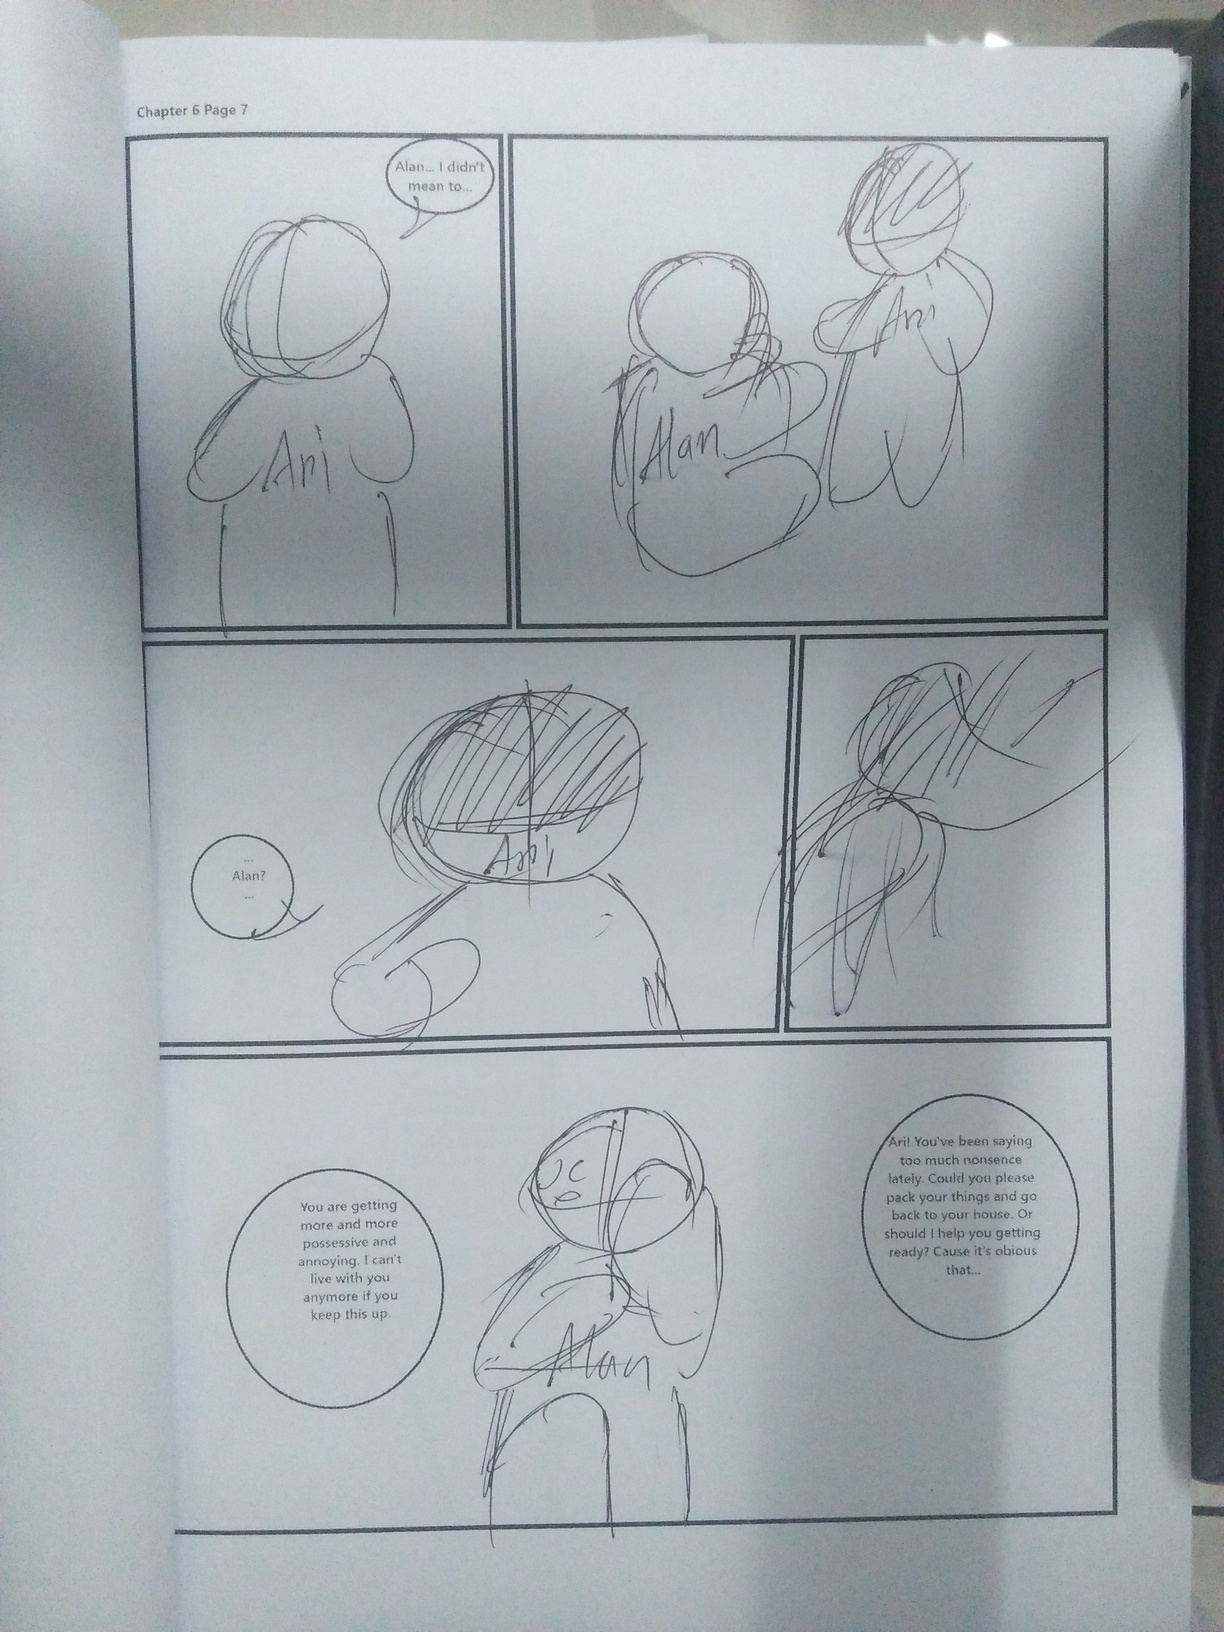 Chapter 6 Page 7
Alan... I didn't
mean to...
Ari
Alan
Ari
...
Alan?
...
Ari
You are getting
more and more
possessive and
annoying. I can't
live with you
anymore if you
keep this up.
Alan
Ari! You've been saying
too much nonsence
lately. Could you please
pack your things and go
back to your house. Or
should I help you getting
ready? Cause it's obious
that...